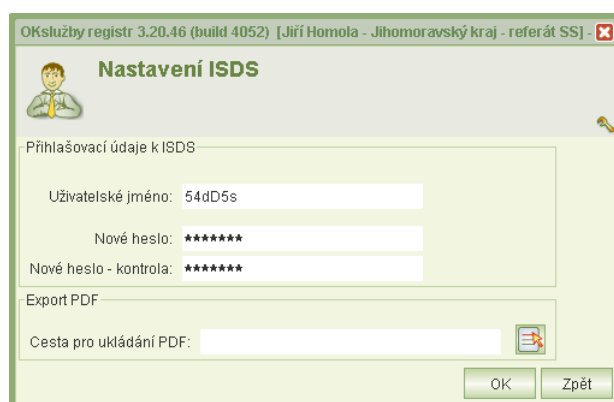 OKslužby registr 3.20.46 (build 4052) [Jiří Homola - Jihomoravský kraj - referát SS] -
Nastavení ISDS
Přihlašovací údaje k ISDS
Uživatelské jméno: 54dD5s
Nové heslo: *******
Nové heslo - kontrola: *******
Export PDF
Cesta pro ukládání PDF:
OK Zpět